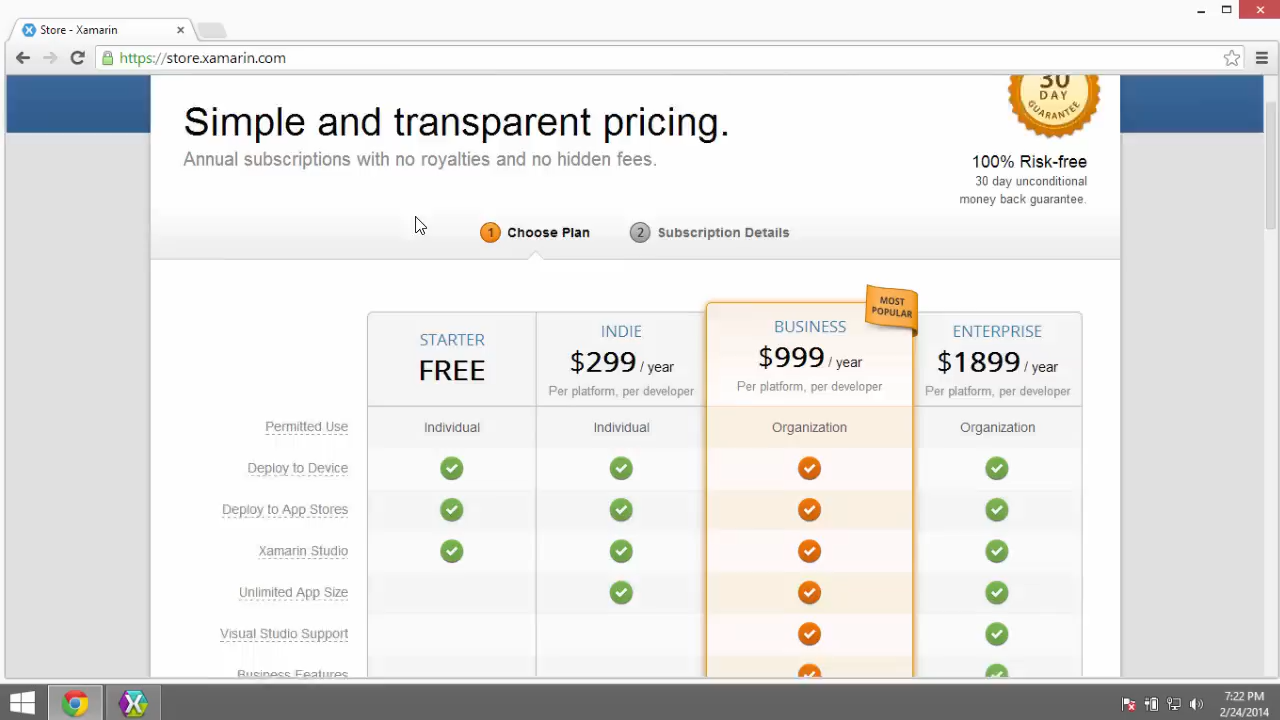 Store - Xamarin
https://store.xamarin.com
Simple and transparent pricing.
Annual subscriptions with no royalties and no hidden fees.
30
DAY
GUARANTEE
100% Risk-free
30 day unconditional
money back guarantee.
1 Choose Plan
2 Subscription Details
MOST
POPULAR
STARTER
FREE
INDIE
$299 / year
Per platform, per developer
BUSINESS
$999 / year
Per platform, per developer
ENTERPRISE
$1899 / year
Per platform, per developer
Permitted Use Individual Individual Organization Organization
Deploy to Device
Deploy to App Stores
Xamarin Studio
Unlimited App Size
Visual Studio Support
Business Features
7:22 PM
2/24/2014